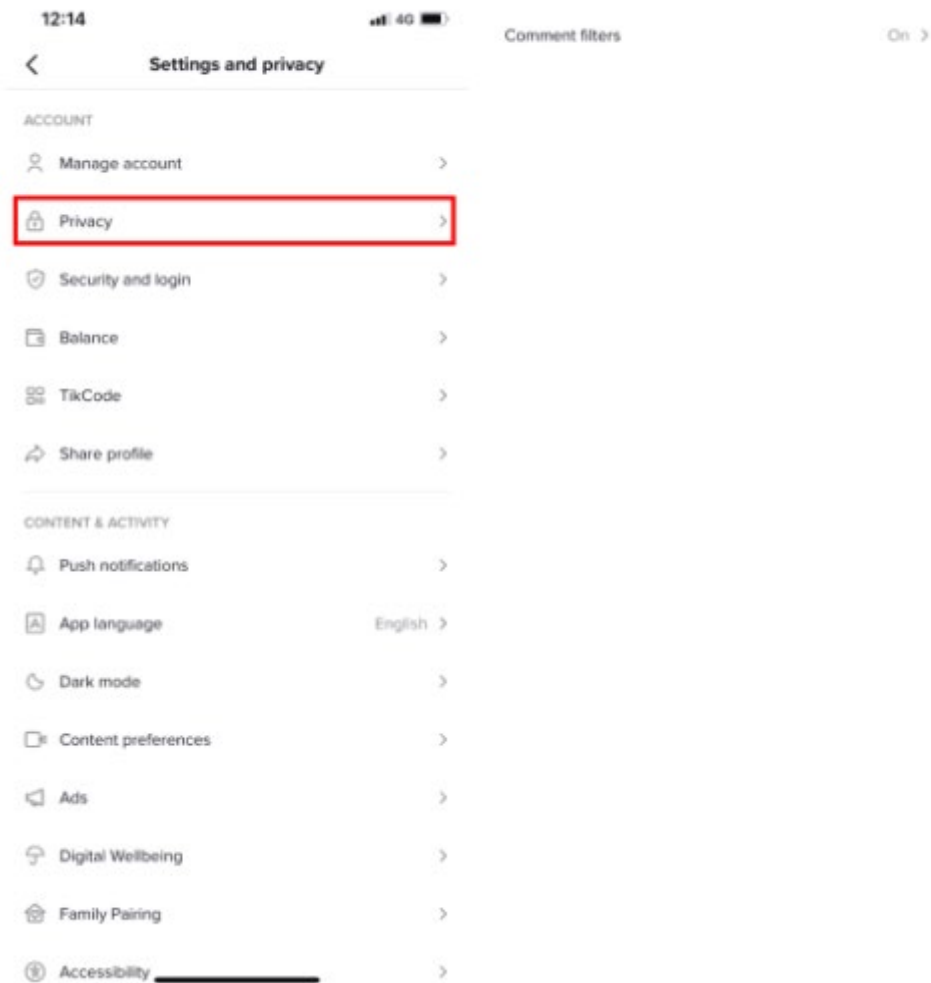 12:14 4G
Settings and privacy
ACCOUNT
Manage account
Privacy
Security and login
Balance
TikCode
Share profile
CONTENT & ACTIVITY
Push notifications
App language English
Dark mode
Content preferences
Ads
Digital Wellbeing
Family Pairing
Accessibility
Comment filters On